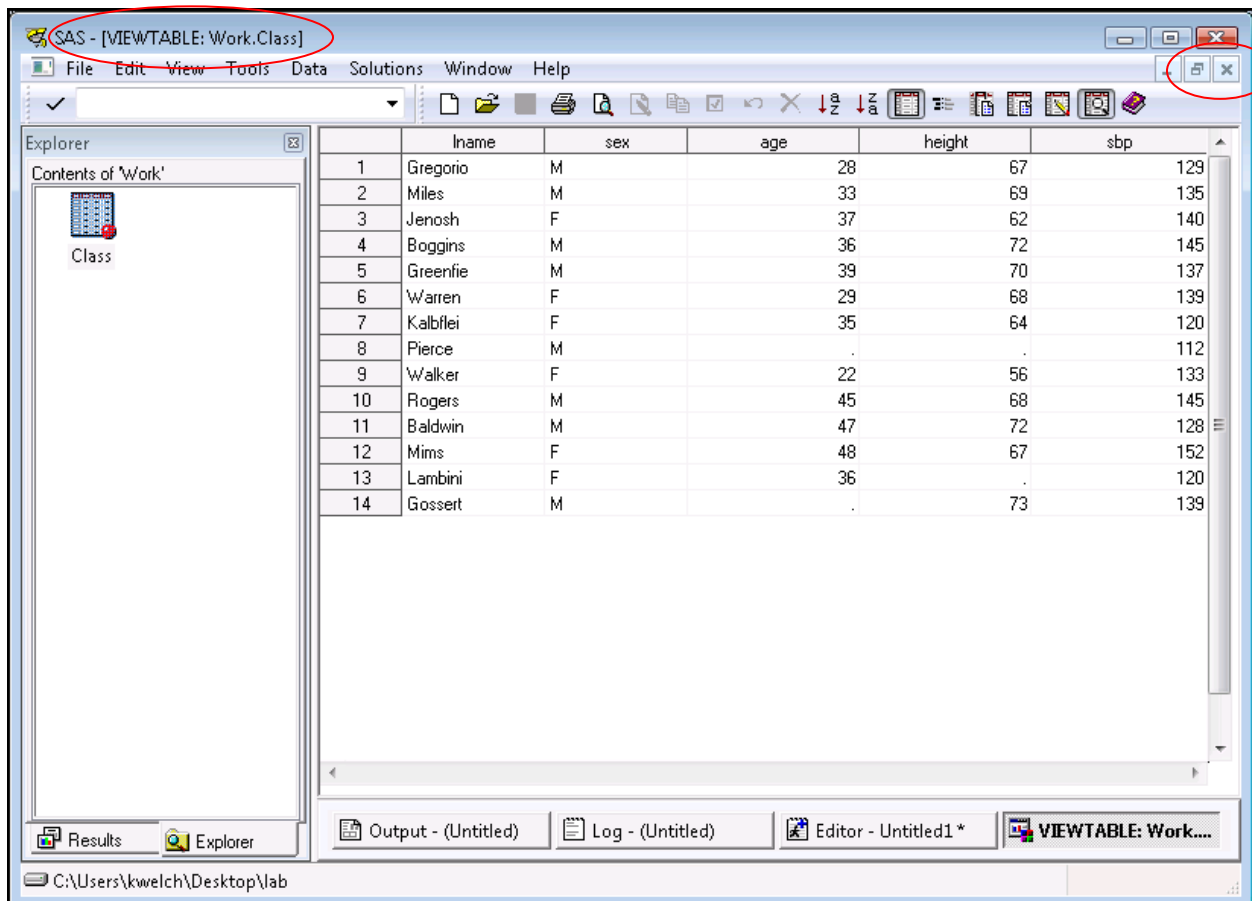 SAS - [VIEWTABLE: Work.Class]
File Edit View Tools Data Solutions Window Help
Explorer
Contents of 'Work'
Class
lname sex age height sbp
1 Gregorio M 28 67 129
2 Miles M 33 69 135
3 Jenosh F 37 62 140
4 Boggins M 36 72 145
5 Greenfie M 39 70 137
6 Warren F 29 68 139
7 Kalbflei F 35 64 120
8 Pierce M . . 112
9 Walker F 22 56 133
10 Rogers M 45 68 145
11 Baldwin M 47 72 128
12 Mims F 48 67 152
13 Lambini F 36 . 120
14 Gossert M . 73 139
Results Explorer
Output - (Untitled) Log - (Untitled) Editor - Untitled1 * VIEWTABLE: Work....
C:\Users\kwelch\Desktop\lab